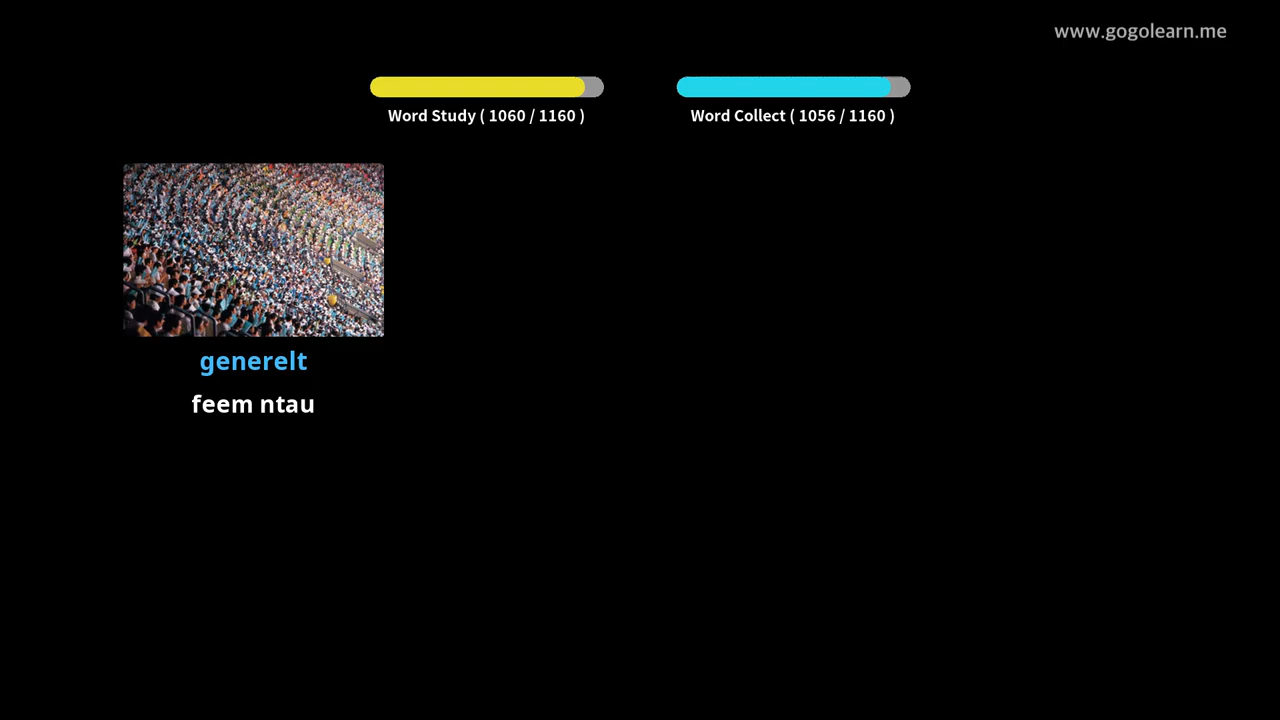 www.gogolearn.me
Word Study ( 1060 / 1160 )
Word Collect ( 1056 / 1160 )
generelt
feem ntau